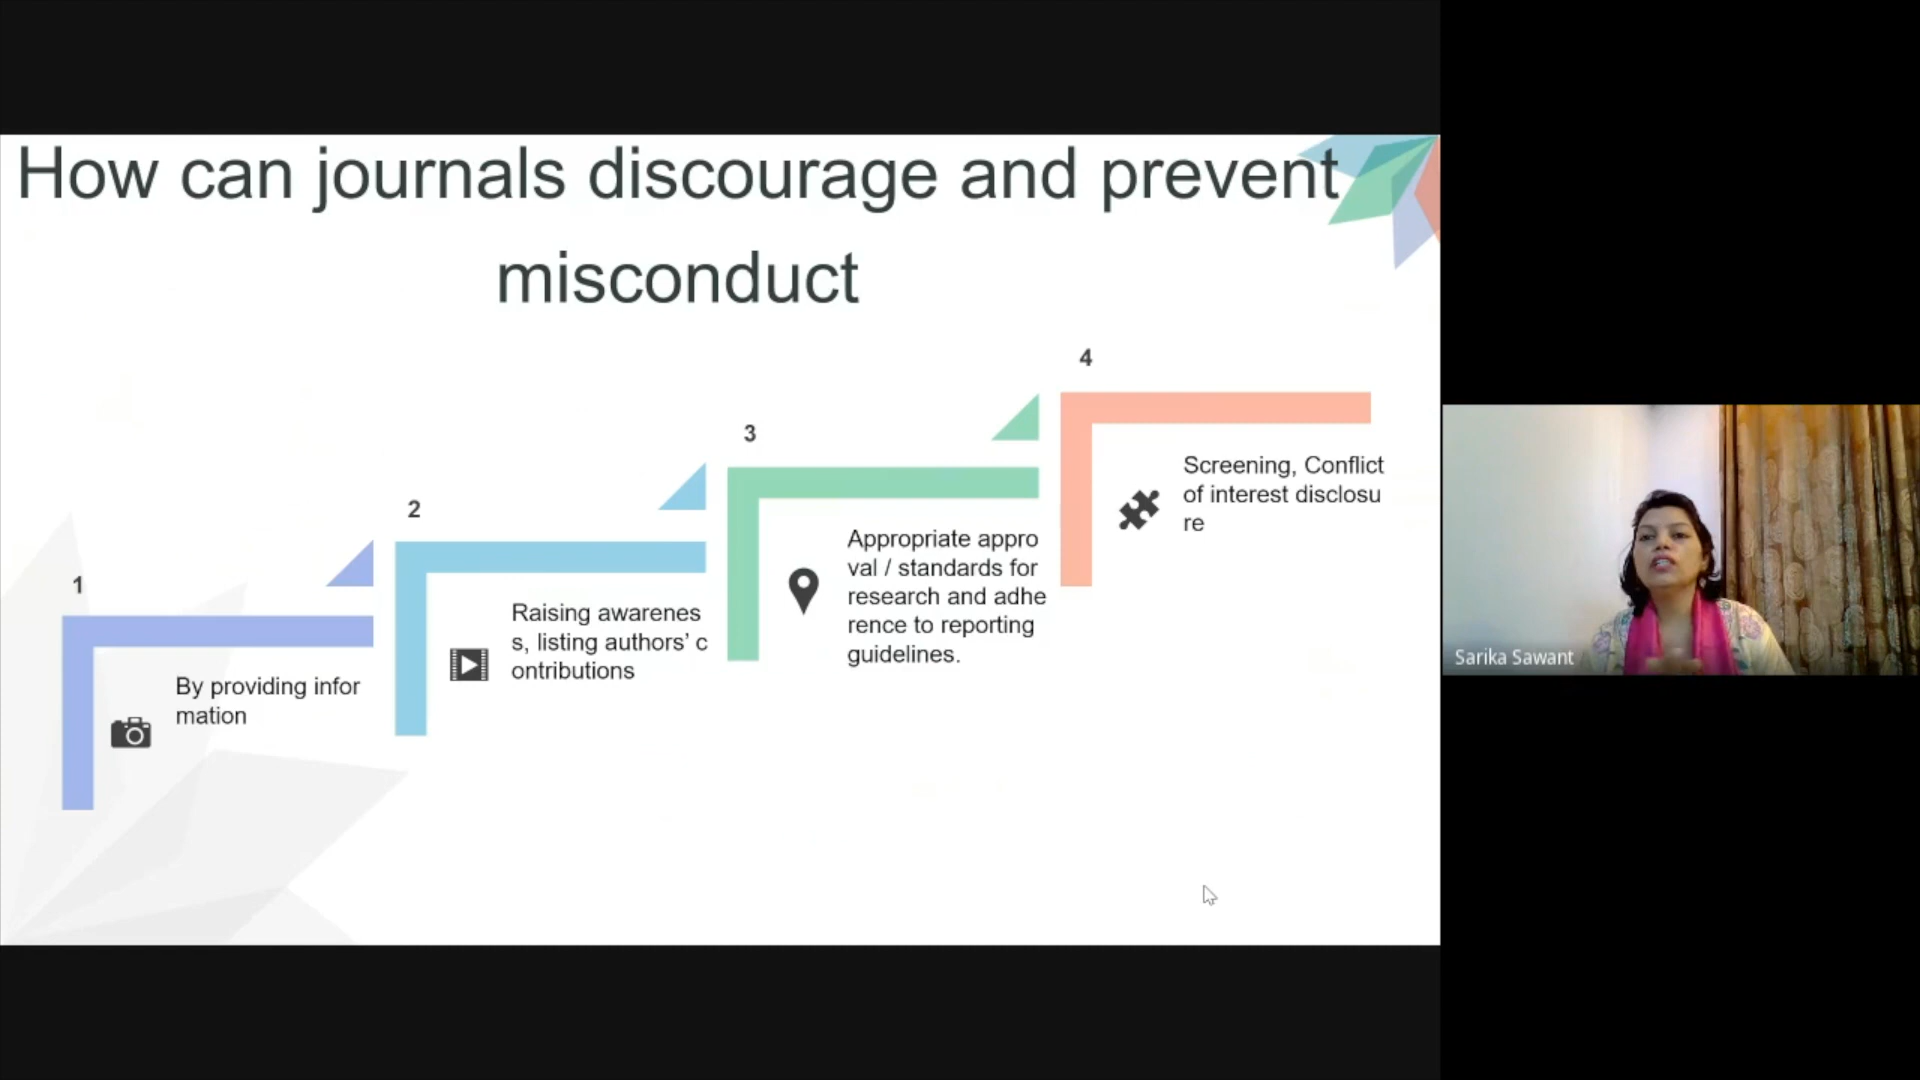 How can journals discourage and prevent
misconduct
1
By providing infor
mation
2
Raising awarenes
s, listing authors’ c
ontributions
3
Appropriate appro
val / standards for
research and adhe
rence to reporting
guidelines.
4
Screening, Conflict
of interest disclosu
re
Sarika Sawant